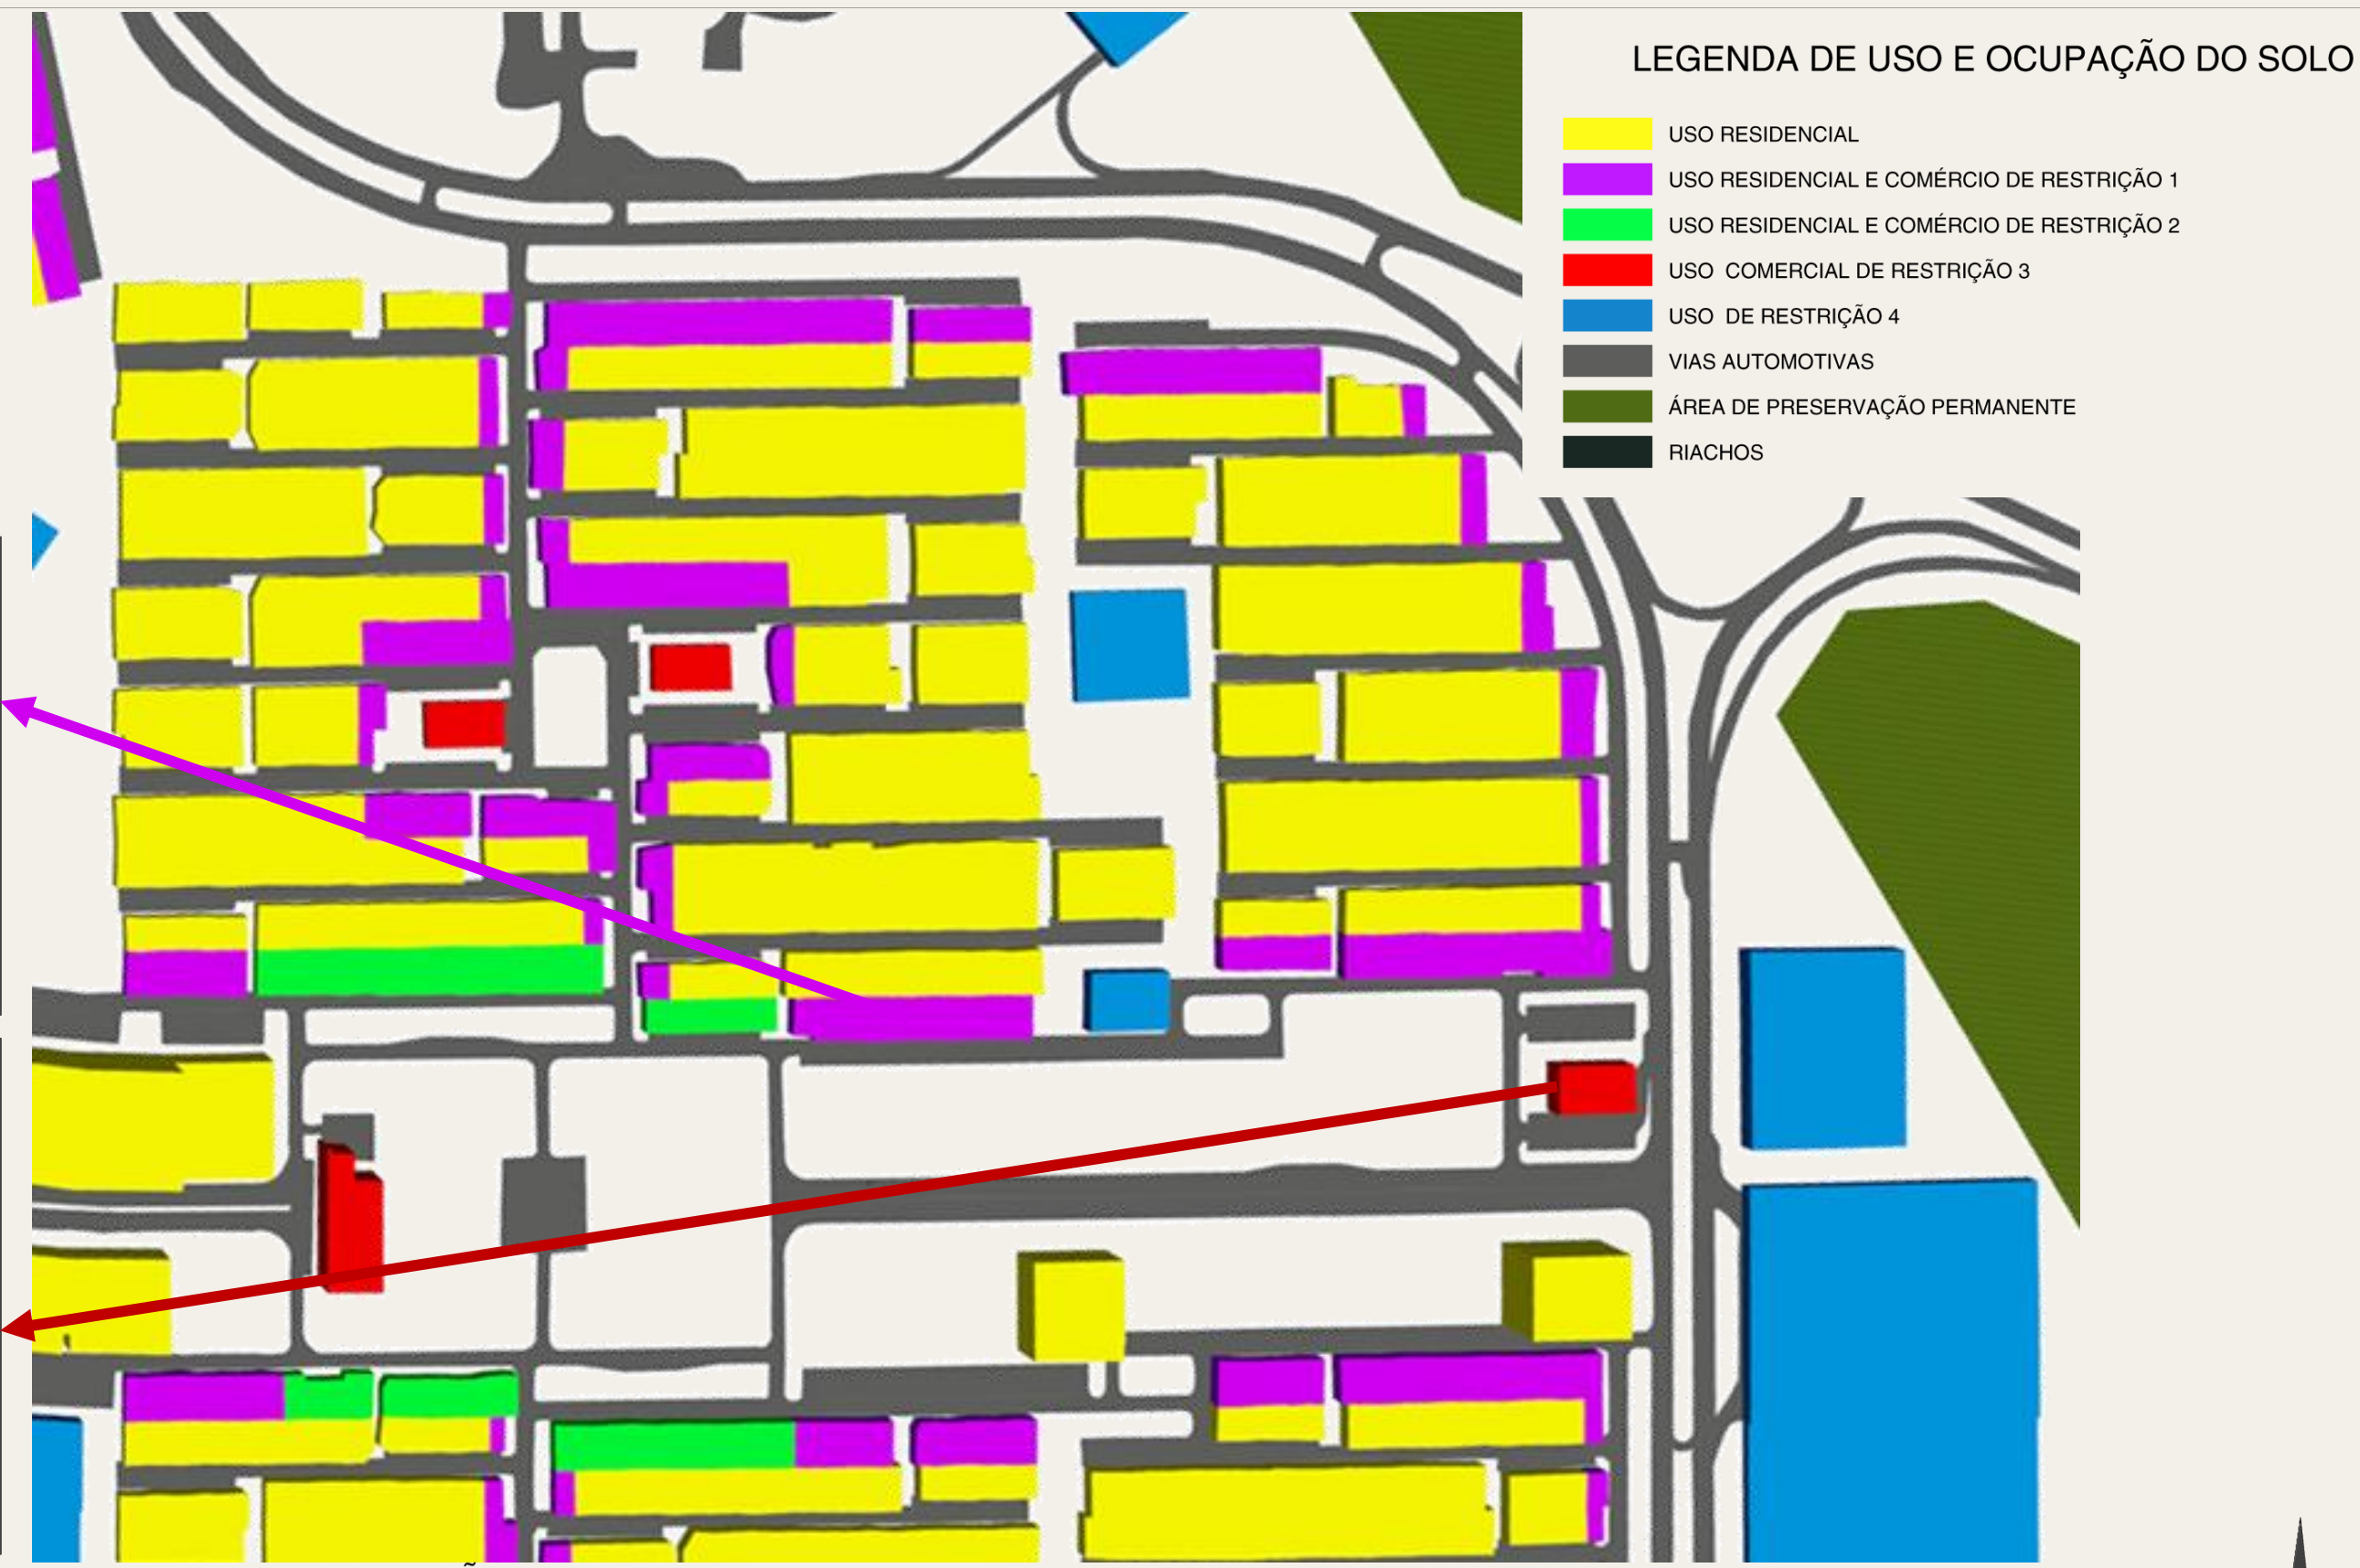 LEGENDA DE USO E OCUPAÇÃO DO SOLO
USO RESIDENCIAL
USO RESIDENCIAL E COMÉRCIO DE RESTRIÇÃO 1
USO RESIDENCIAL E COMÉRCIO DE RESTRIÇÃO 2
USO COMERCIAL DE RESTRIÇÃO 3
USO DE RESTRIÇÃO 4
VIAS AUTOMOTIVAS
ÁREA DE PRESERVAÇÃO PERMANENTE
RIACHOS